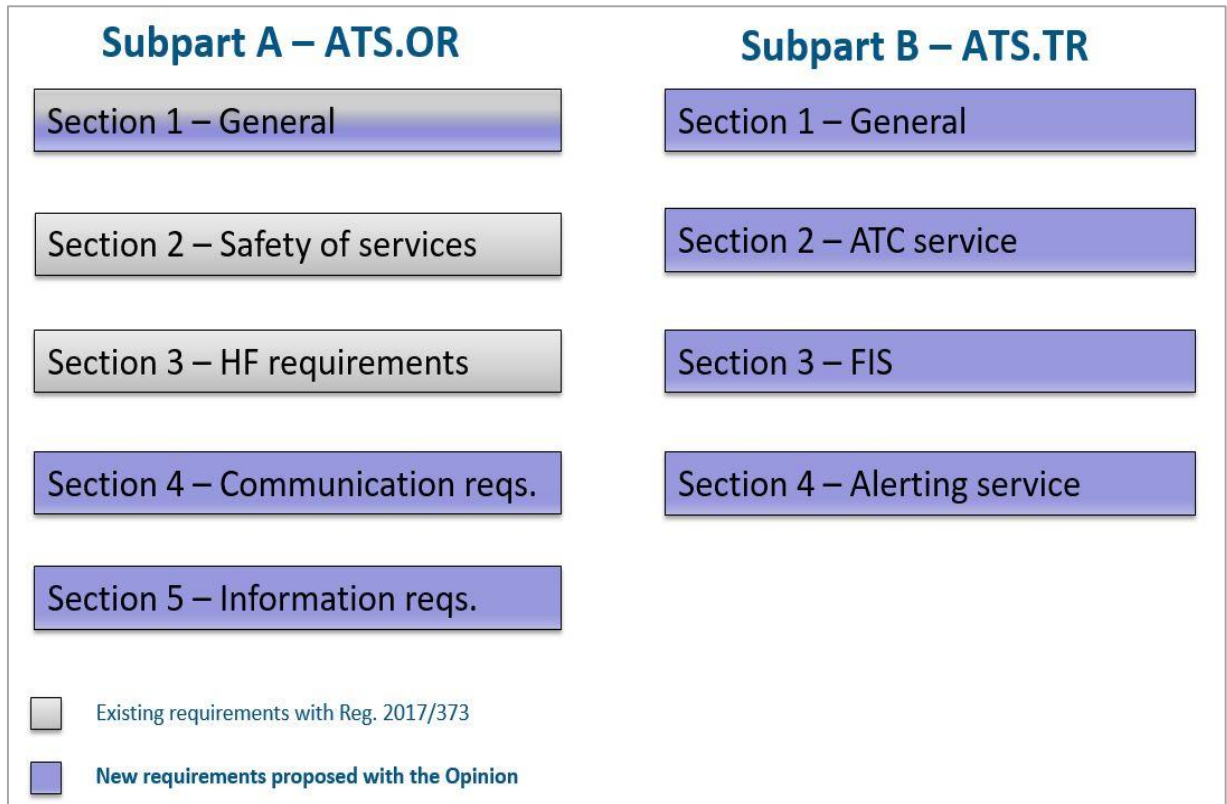 Subpart A – ATS.OR
Section 1 – General
Section 2 – Safety of services
Section 3 – HF requirements
Section 4 – Communication reqs.
Section 5 – Information reqs.
Subpart B – ATS.TR
Section 1 – General
Section 2 – ATC service
Section 3 – FIS
Section 4 – Alerting service
Existing requirements with Reg. 2017/373
New requirements proposed with the Opinion